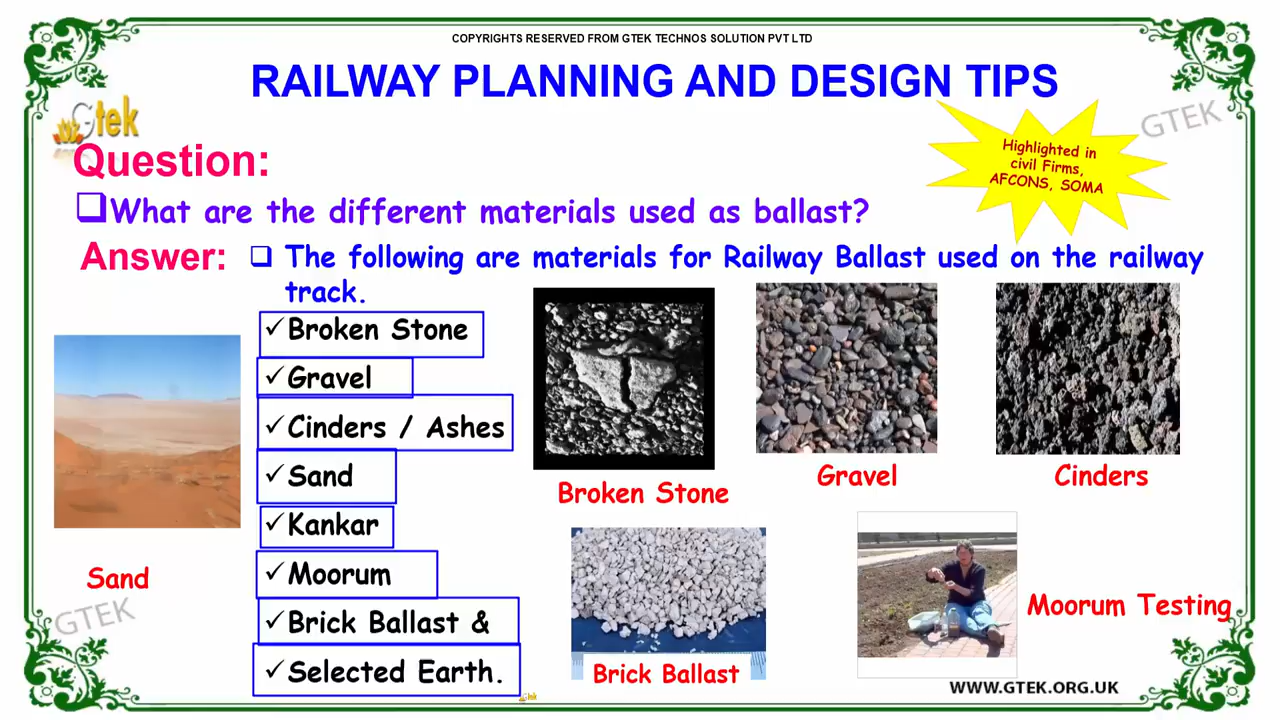 COPYRIGHTS RESERVED FROM GTEK TECHNOS SOLUTION PVT LTD
RAILWAY PLANNING AND DESIGN TIPS
Gtek
GTEK
Highlighted in
civil Firms,
AFCONS, SOMA
Question:
❑What are the different materials used as ballast?
Answer:
❑ The following are materials for Railway Ballast used on the railway
track.
✓Broken Stone
✓Gravel
✓Cinders / Ashes
✓Sand
✓Kankar
✓Moorum
✓Brick Ballast &
✓Selected Earth.
Sand
Broken Stone
Gravel
Cinders
Brick Ballast
Moorum Testing
GTEK
Gtek
WWW.GTEK.ORG.UK